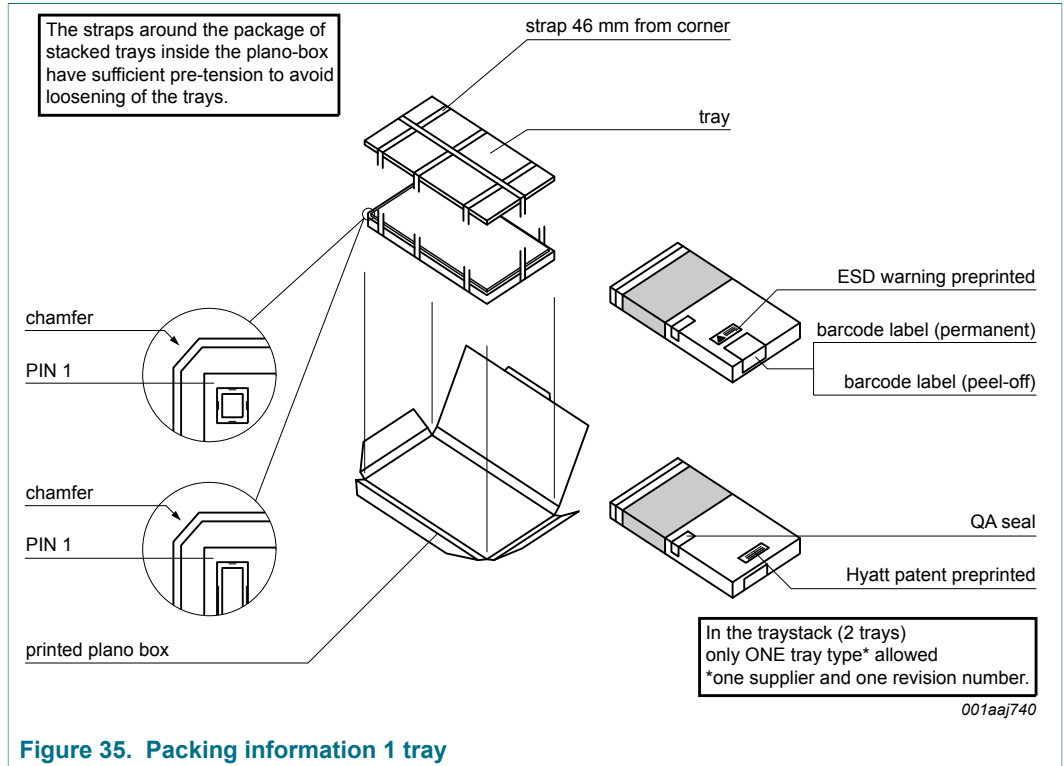 The straps around the package of
stacked trays inside the plano-box
have sufficient pre-tension to avoid
loosening of the trays.
strap 46 mm from corner
tray
ESD warning preprinted
chamfer
barcode label (permanent)
PIN 1
barcode label (peel-off)
chamfer
PIN 1
QA seal
Hyatt patent preprinted
printed plano box
In the traystack (2 trays)
only ONE tray type* allowed
*one supplier and one revision number.
001aaj740
Figure 35. Packing information 1 tray